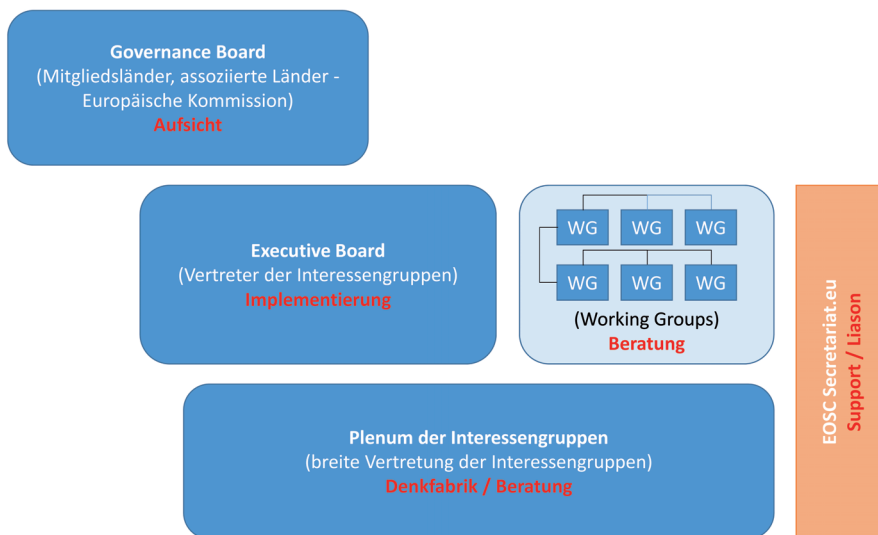 Governance Board
(Mitgliedsländer, assoziierte Länder -
Europäische Kommission)
Aufsicht
Executive Board
(Vertreter der Interessengruppen)
Implementierung
WG WG WG
WG WG WG
(Working Groups)
Beratung
Plenum der Interessengruppen
(breite Vertretung der Interessengruppen)
Denkfabrik / Beratung
EOSC Secretariat.eu
Support / Liason